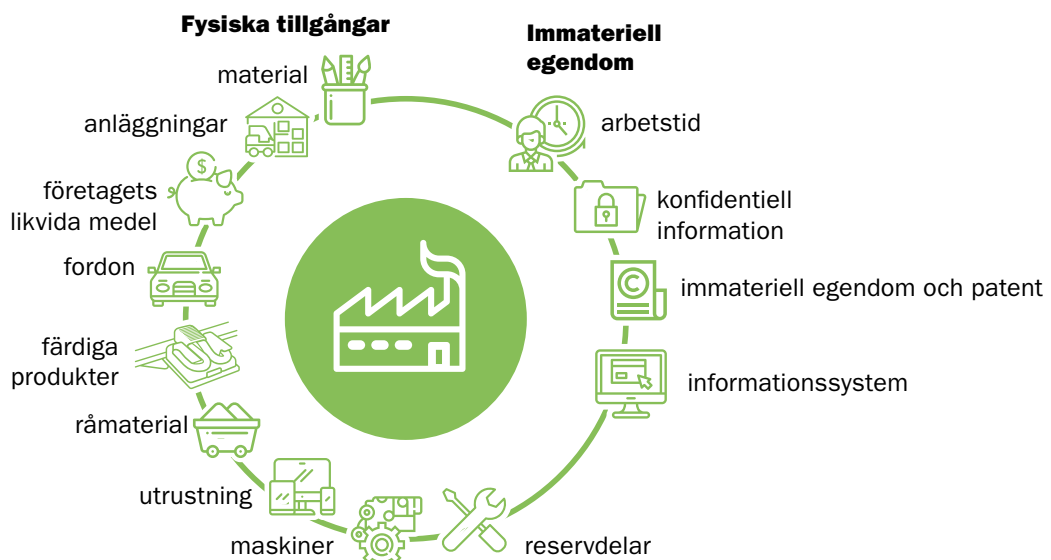 Fysiska tillgångar
material
anläggningar
företagets
likvida medel
fordon
färdiga
produkter
råmaterial
utrustning
maskiner
reservdelar
Immateriell
egendom
arbetstid
konfidentiell
information
immateriell egendom och patent
informationssystem
$
C